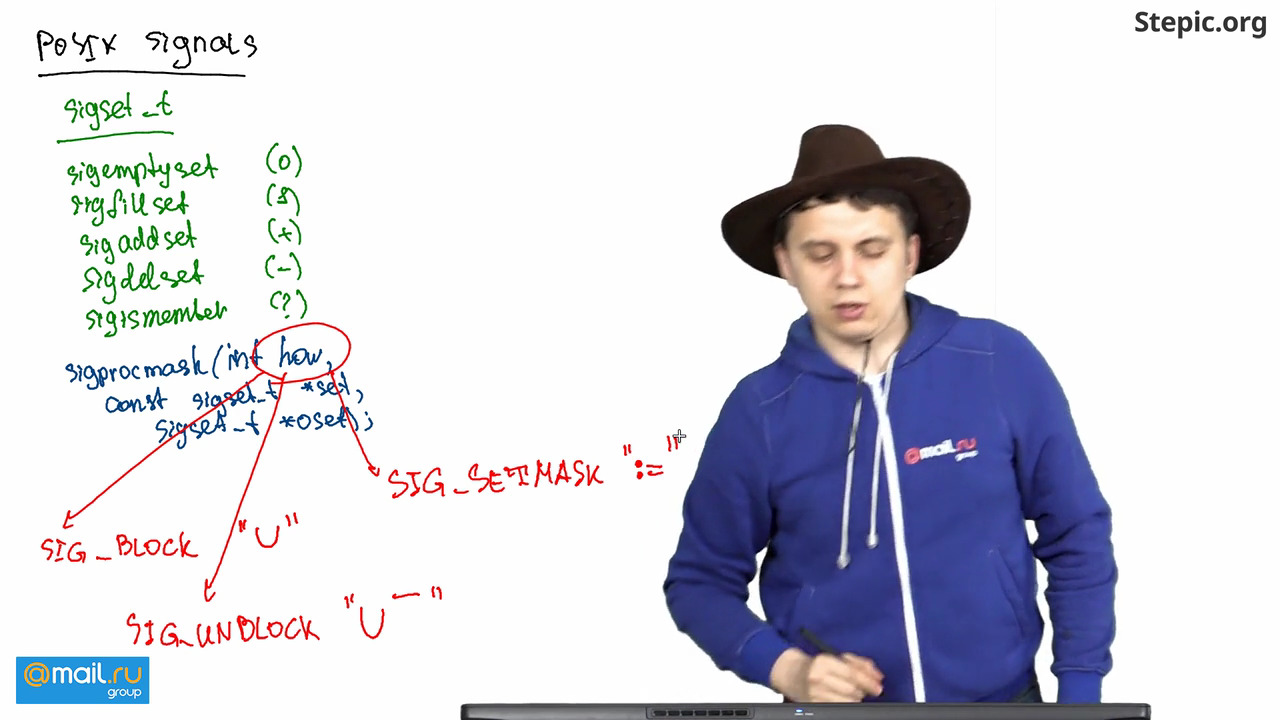 Stepic.org
POSIX signals
sigset_t
sigemptyset (0)
sigfillset (1)
sigaddset (+)
sigdelset (-)
sigismember (?)
sigprocmask(int how,
const sigset_t *set,
sigset_t *oset);
SIG_SETMASK ":="
SIG_BLOCK "∪"
SIG_UNBLOCK "∪ —"
@mail.ru
group
@mail.ru
group